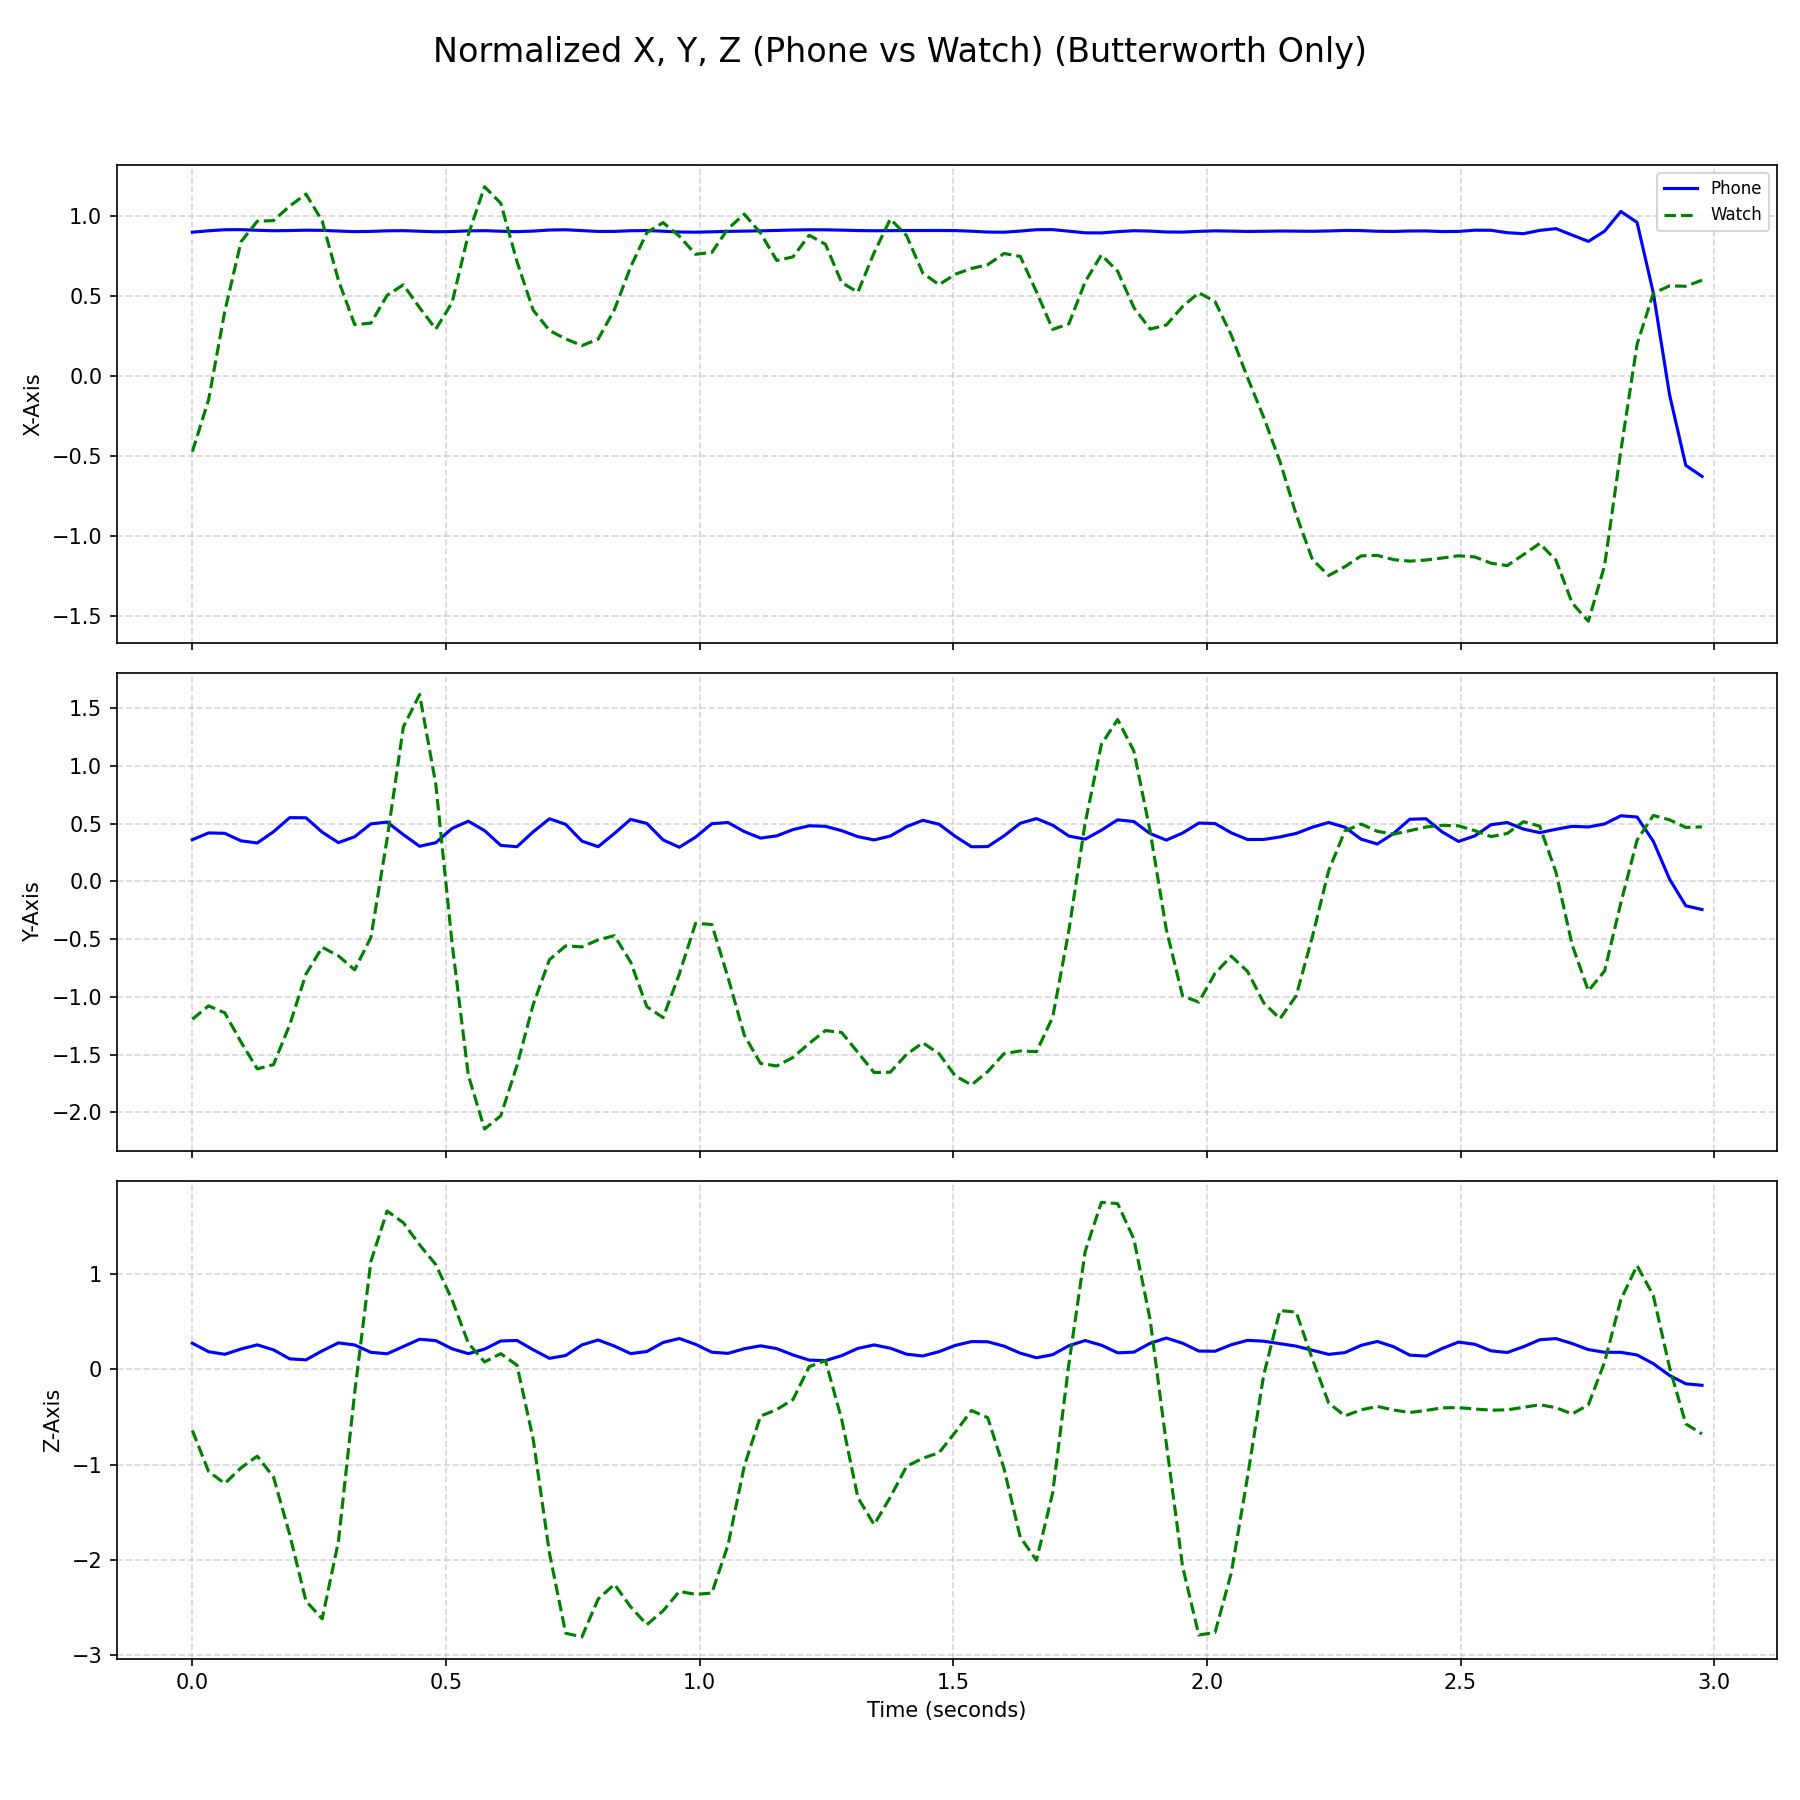 Normalized X, Y, Z (Phone vs Watch) (Butterworth Only)
Phone
Watch
1.0
0.5
0.0
−0.5
−1.0
−1.5
X-Axis
1.5
1.0
0.5
0.0
−0.5
−1.0
−1.5
−2.0
Y-Axis
1
0
−1
−2
−3
Z-Axis
0.0 0.5 1.0 1.5 2.0 2.5 3.0
Time (seconds)